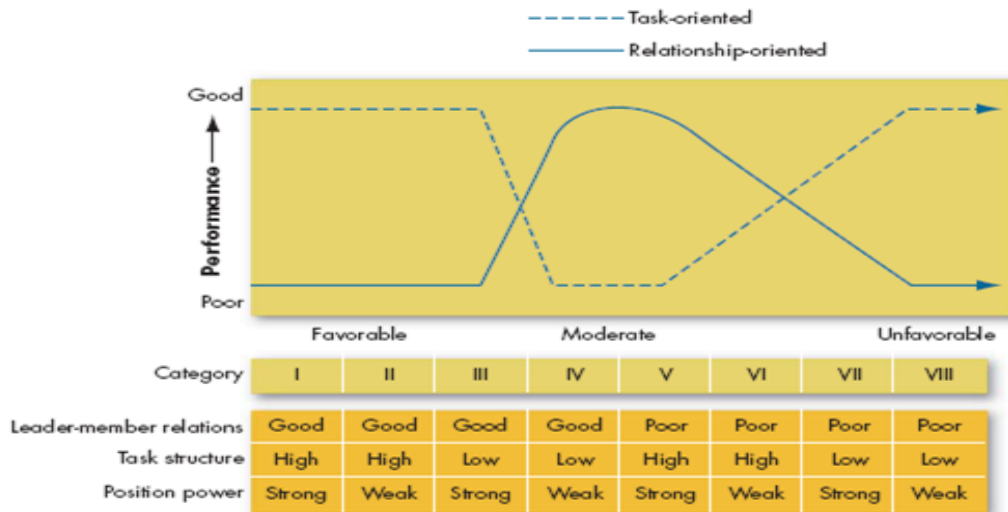 Task-oriented
Relationship-oriented
Good
Performance
Poor
Favorable Moderate Unfavorable
Category I II III IV V VI VII VIII
Leader-member relations Good Good Good Good Poor Poor Poor Poor
Task structure High High Low Low High High Low Low
Position power Strong Weak Strong Weak Strong Weak Strong Weak